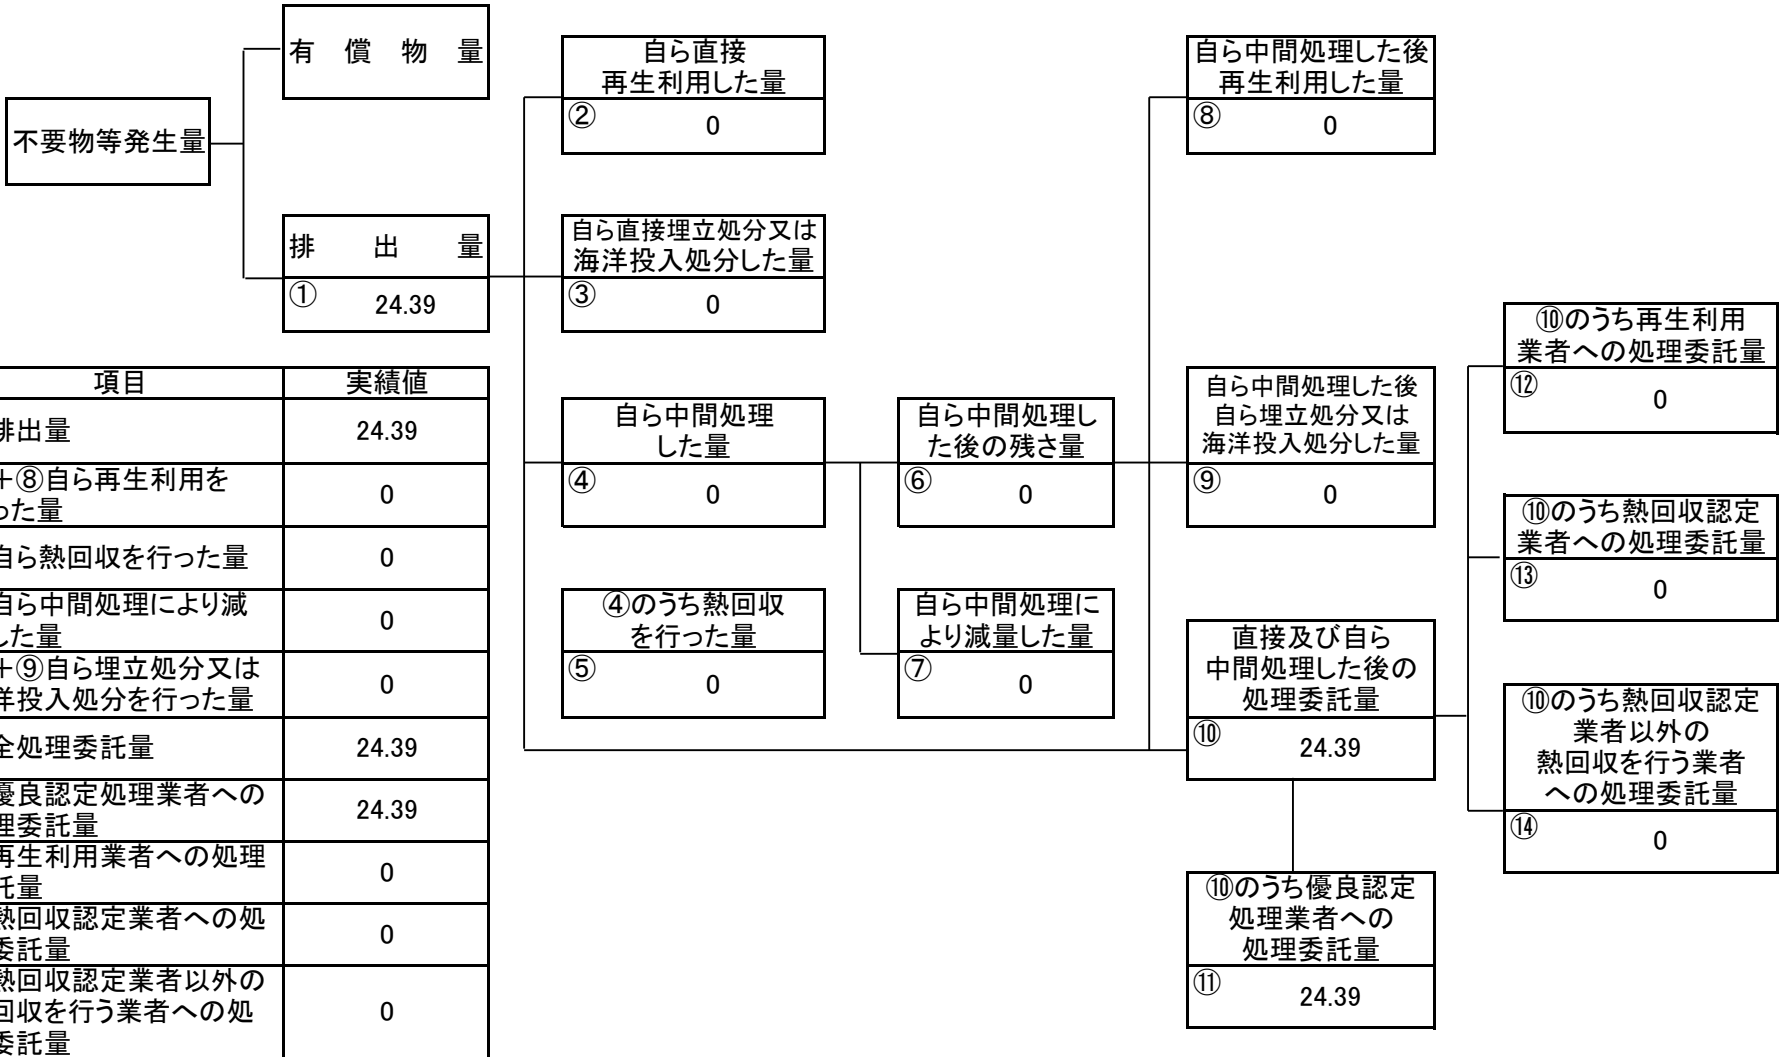 有償物量
不要物等発生量
排出量
① 24.39
自ら直接
再生利用した量
② 0
自ら直接埋立処分又は
海洋投入処分した量
③ 0
自ら中間処理
した量
④ 0
④のうち熱回収
を行った量
⑤ 0
自ら中間処理し
た後の残さ量
⑥ 0
自ら中間処理に
より減量した量
⑦ 0
自ら中間処理した後
再生利用した量
⑧ 0
自ら中間処理した後
自ら埋立処分又は
海洋投入処分した量
⑨ 0
直接及び自ら
中間処理した後の
処理委託量
⑩ 24.39
⑩のうち優良認定
処理業者への
処理委託量
⑪ 24.39
⑩のうち再生利用
業者への処理委託量
⑫ 0
⑩のうち熱回収認定
業者への処理委託量
⑬ 0
⑩のうち熱回収認定
業者以外の
熱回収を行う業者
への処理委託量
⑭ 0
項目 実績値
排出量 24.39
+⑧自ら再生利用を
った量 0
自ら熱回収を行った量 0
自ら中間処理により減
した量 0
+⑨自ら埋立処分又は
洋投入処分を行った量 0
全処理委託量 24.39
優良認定処理業者への
理委託量 24.39
再生利用業者への処理
託量 0
熱回収認定業者への処
委託量 0
熱回収認定業者以外の
回収を行う業者への処
委託量 0